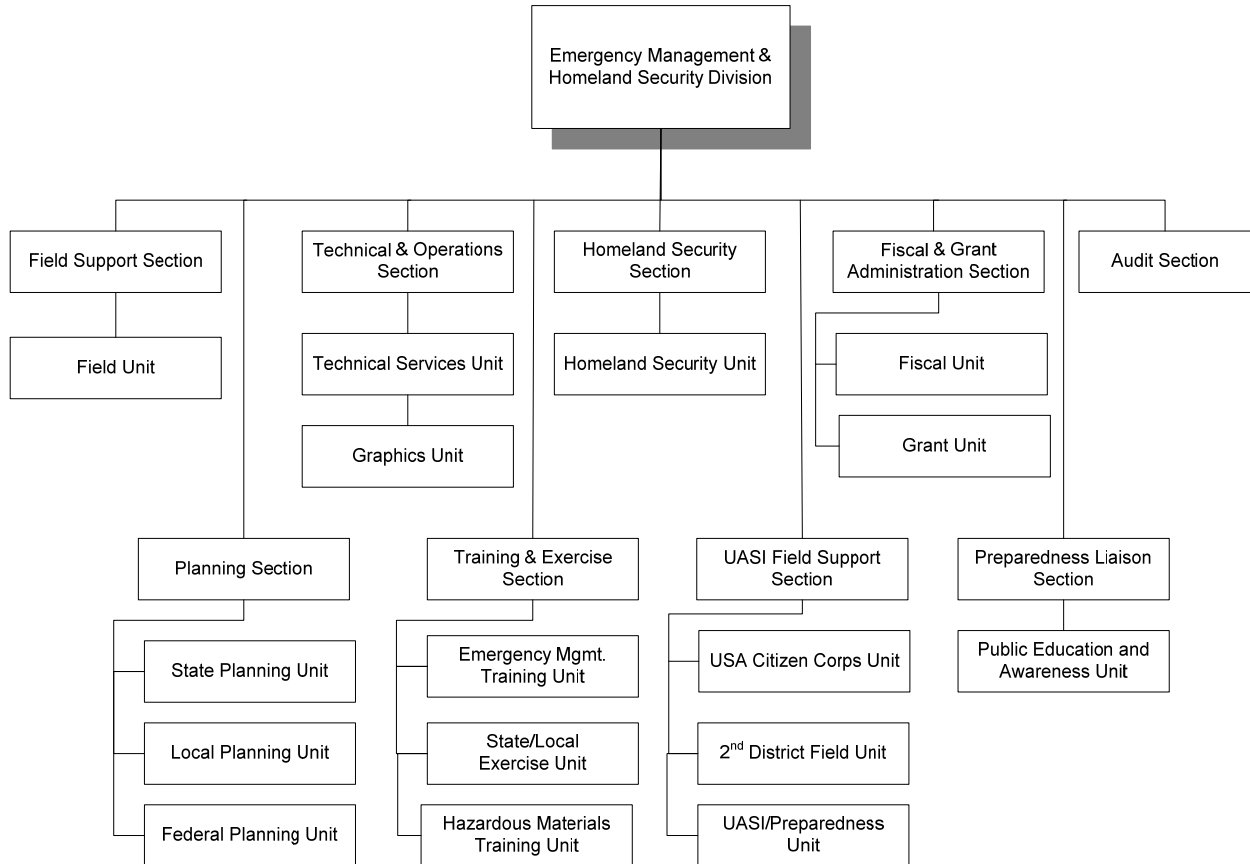 Emergency Management &
Homeland Security Division
Field Support Section
Technical & Operations
Section
Homeland Security
Section
Fiscal & Grant
Administration Section
Audit Section
Field Unit
Technical Services Unit
Homeland Security Unit
Fiscal Unit
Graphics Unit
Grant Unit
Planning Section
Training & Exercise
Section
UASI Field Support
Section
Preparedness Liaison
Section
State Planning Unit
Emergency Mgmt.
Training Unit
USA Citizen Corps Unit
Public Education and
Awareness Unit
Local Planning Unit
State/Local
Exercise Unit
2nd District Field Unit
Federal Planning Unit
Hazardous Materials
Training Unit
UASI/Preparedness
Unit